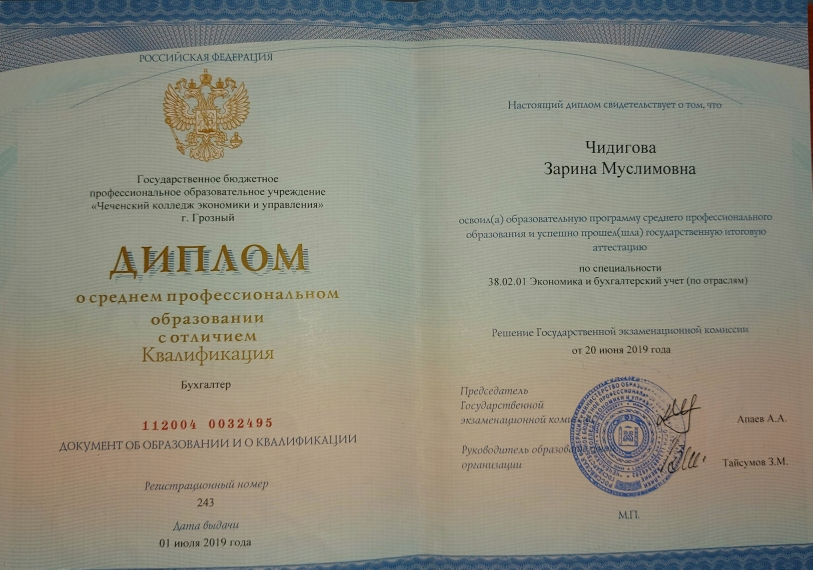 РОССИЙСКАЯ ФЕДЕРАЦИЯ
Государственное бюджетное
профессиональное образовательное учреждение
«Чеченский колледж экономики и управления»
г. Грозный
ДИПЛОМ
о среднем профессиональном
образовании
с отличием
Квалификация
Бухгалтер
112004 0032495
ДОКУМЕНТ ОБ ОБРАЗОВАНИИ И О КВАЛИФИКАЦИИ
Регистрационный номер
243
Дата выдачи
01 июля 2019 года
Настоящий диплом свидетельствует о том, что
Чидигова
Зарина Муслимовна
освоил(а) образовательную программу среднего профессионального
образования и успешно прошел(шла) государственную итоговую
аттестацию
по специальности
38.02.01 Экономика и бухгалтерский учет (по отраслям)
Решение Государственной экзаменационной комиссии
от 20 июня 2019 года
Председатель
Государственной
экзаменационной
Апаев А.А.
Руководитель
организации
Тайсумов З.М.
М.П.